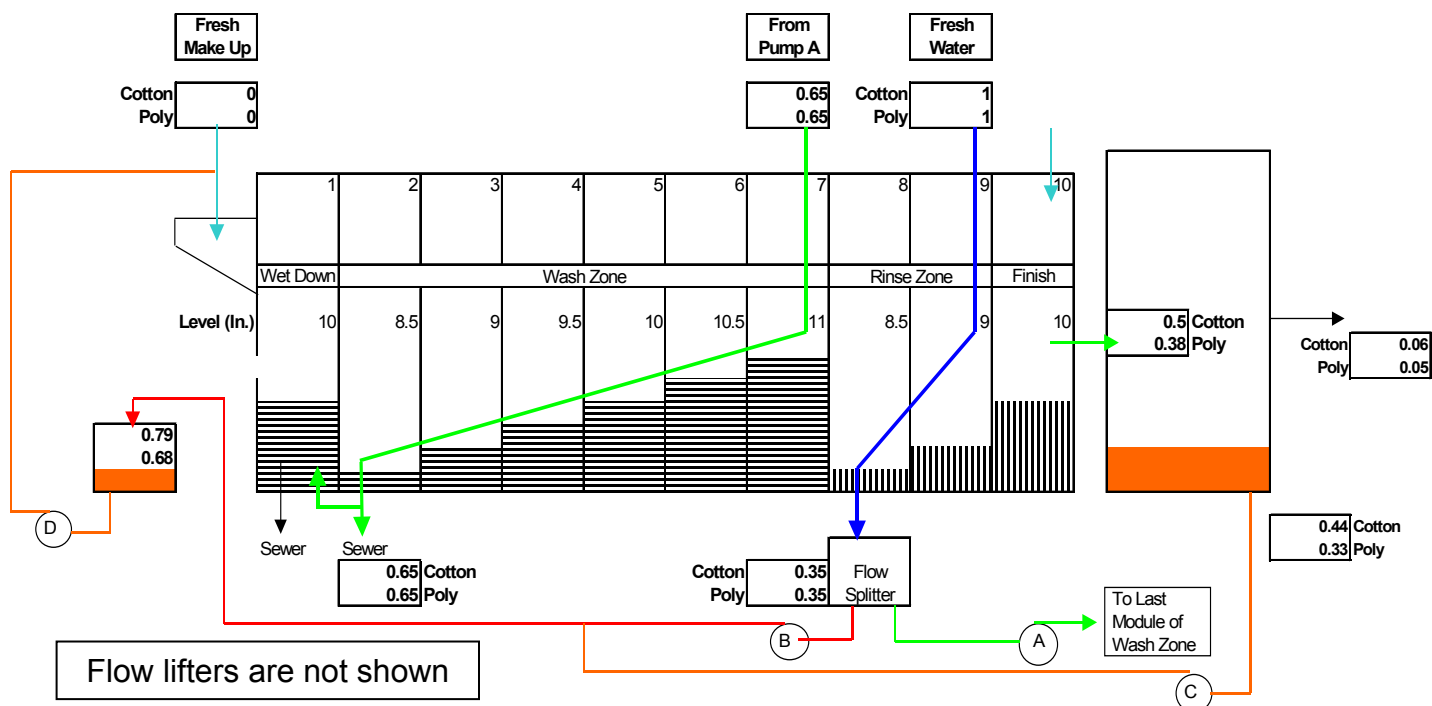 Fresh
Make Up
From
Pump A
Fresh
Water
Cotton 0
Poly 0
0.65
0.65
Cotton 1
Poly 1
1 2 3 4 5 6 7 8 9 10
Wet Down Wash Zone Rinse Zone Finish
Level (In.) 10 8.5 9 9.5 10 10.5 11 8.5 9 10
0.5 Cotton
0.38 Poly
Cotton 0.06
Poly 0.05
0.79
0.68
D
Sewer Sewer
0.65 Cotton
0.65 Poly
Cotton 0.35
Poly 0.35
Flow
Splitter
0.44 Cotton
0.33 Poly
To Last
Module of
Wash Zone
B
A
C
Flow lifters are not shown